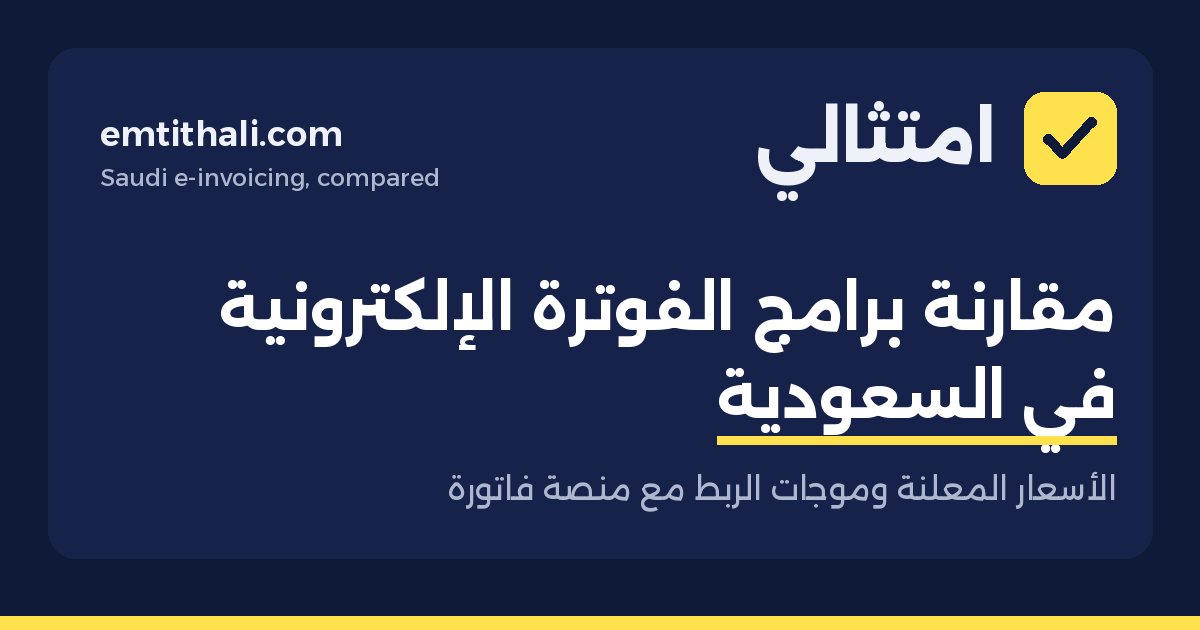 امتثالي
emtithali.com
Saudi e-invoicing, compared
مقارنة برامج الفوترة الإلكترونية
في السعودية
الأسعار المعلنة وموجات الربط مع منصة فاتورة